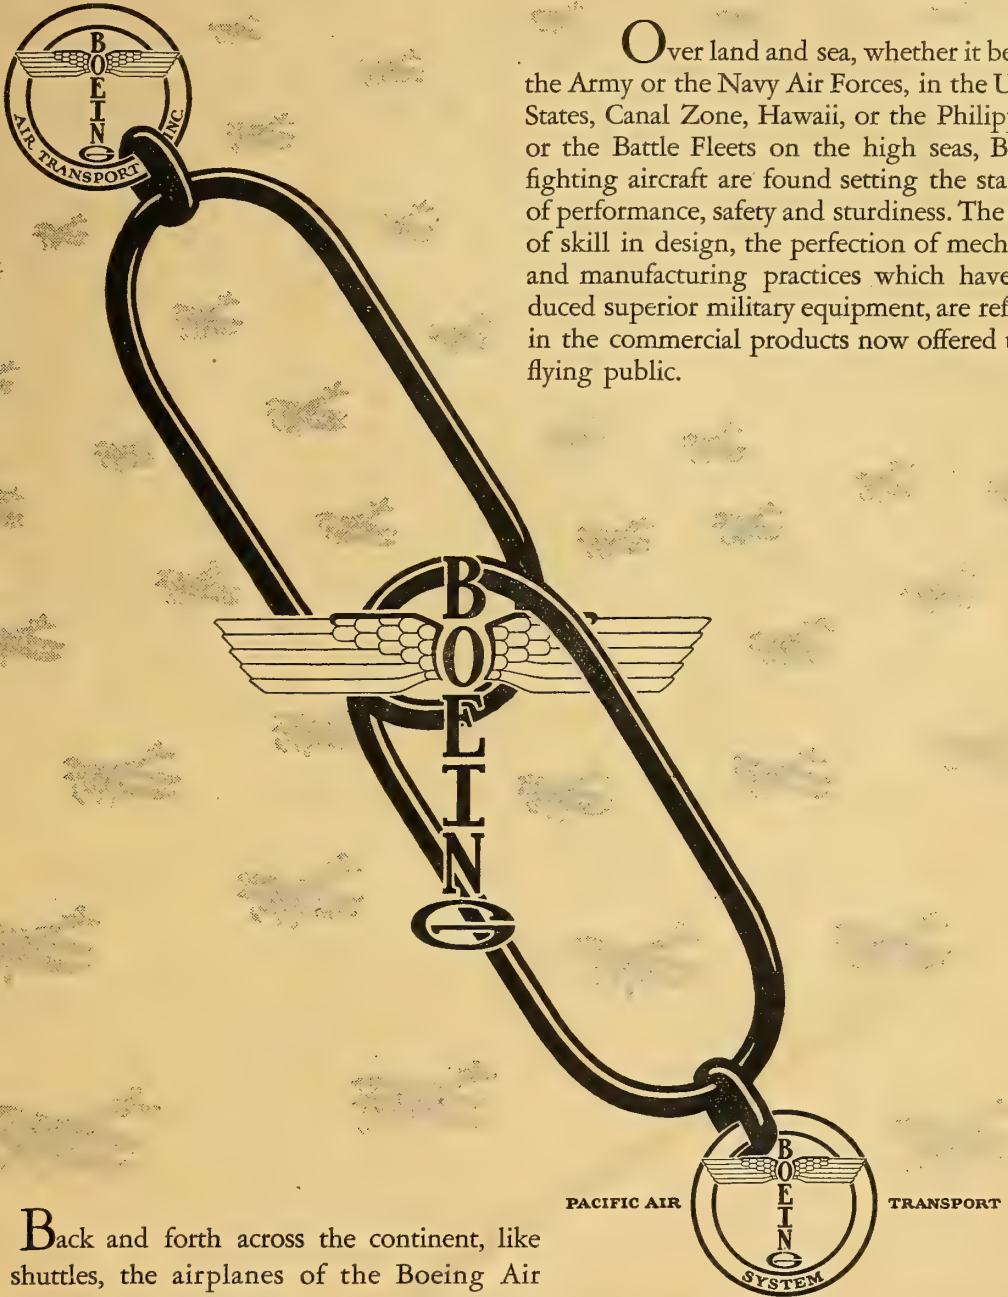 BOEING
AIR TRANSPORT INC.
Over land and sea, whether it be
the Army or the Navy Air Forces, in the U
States, Canal Zone, Hawaii, or the Philip
or the Battle Fleets on the high seas, B
fighting aircraft are found setting the sta
of performance, safety and sturdiness. The
of skill in design, the perfection of mech
and manufacturing practices which have
duced superior military equipment, are ref
in the commercial products now offered t
flying public.
BOEING
PACIFIC AIR TRANSPORT
BOEING
SYSTEM
Back and forth across the continent, like
shuttles, the airplanes of the Boeing Air